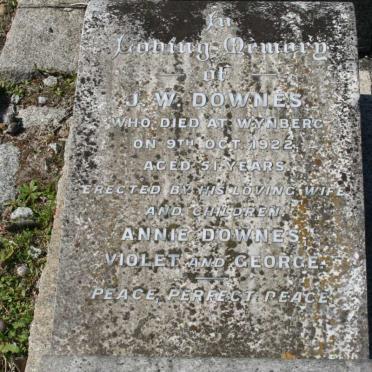 In
Loving Memory
of
J. W. DOWNES.
WHO DIED AT WYNBERG
ON 9TH OCT. 1922.
AGED 51 YEARS.
ERECTED BY HIS LOVING WIFE
AND CHILDREN
ANNIE DOWNES.
VIOLET AND GEORGE.
PEACE, PERFECT PEACE.